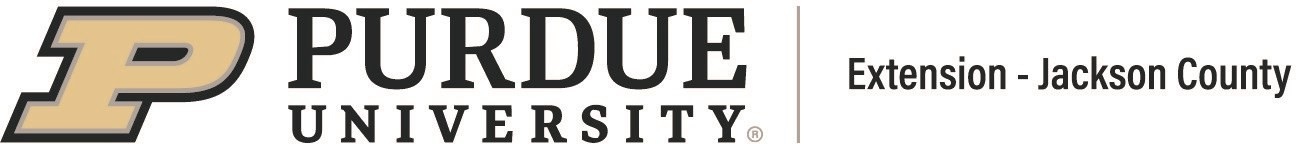 P
PURDUE
UNIVERSITY®
Extension - Jackson County